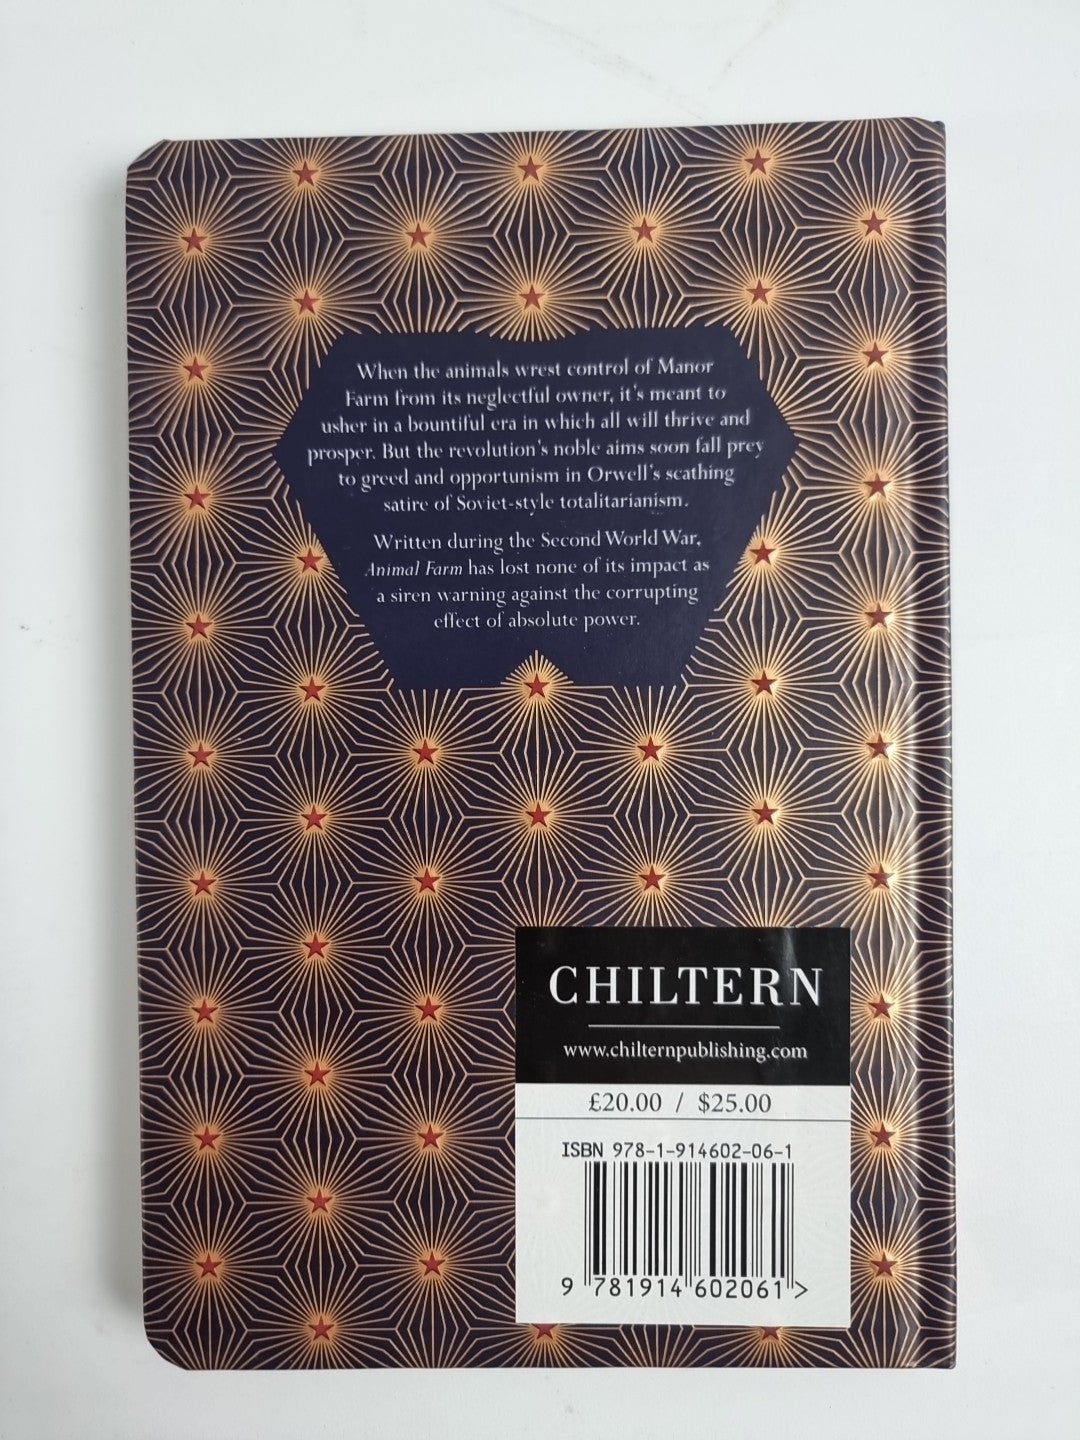 When the animals wrest control of Manor
Farm from its neglectful owner, it's meant to
usher in a bountiful era in which all will thrive and
prosper. But the revolution's noble aims soon fall prey
to greed and opportunism in Orwell's scathing
satire of Soviet-style totalitarianism.
Written during the Second World War,
Animal Farm has lost none of its impact as
a siren warning against the corrupting
effect of absolute power.
CHILTERN
www.chilternpublishing.com
£20.00 / $25.00
ISBN 978-1-914602-06-1
9 781914 602061 >